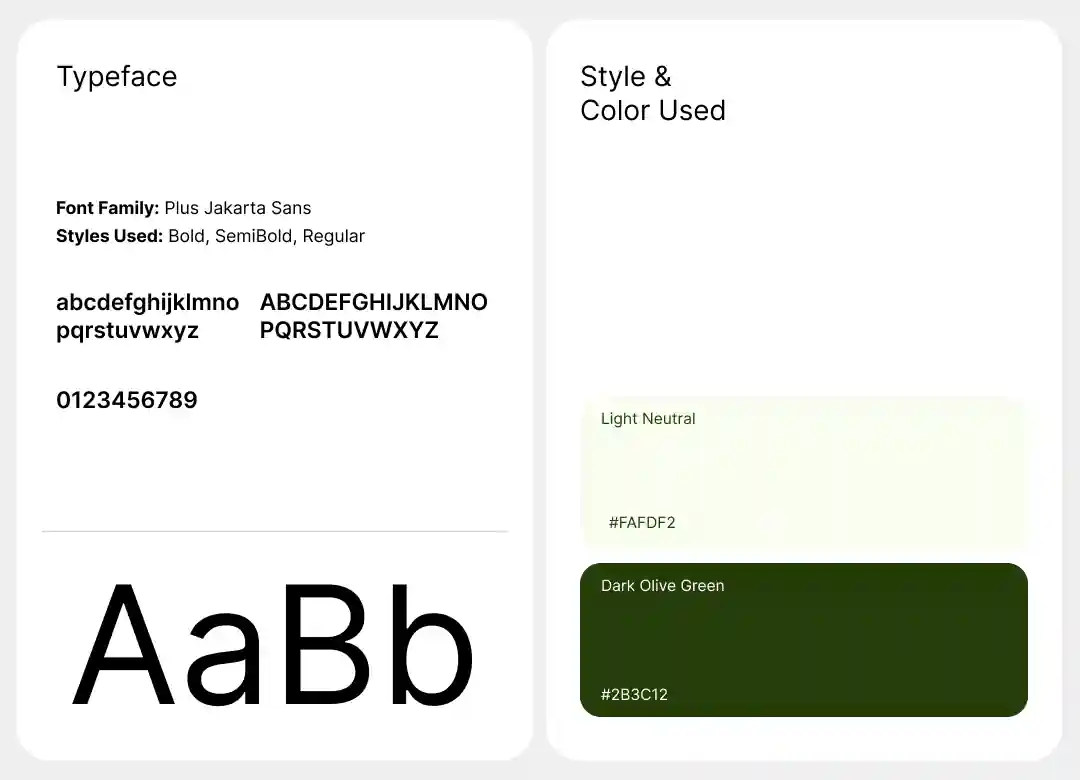 Typeface
Font Family: Plus Jakarta Sans
Styles Used: Bold, SemiBold, Regular
abcdefghijklmno
pqrstuvwxyz
ABCDEFGHIJKLMNO
PQRSTUVWXYZ
0123456789
AaBb
Style &
Color Used
Light Neutral
#FAFDF2
Dark Olive Green
#2B3C12